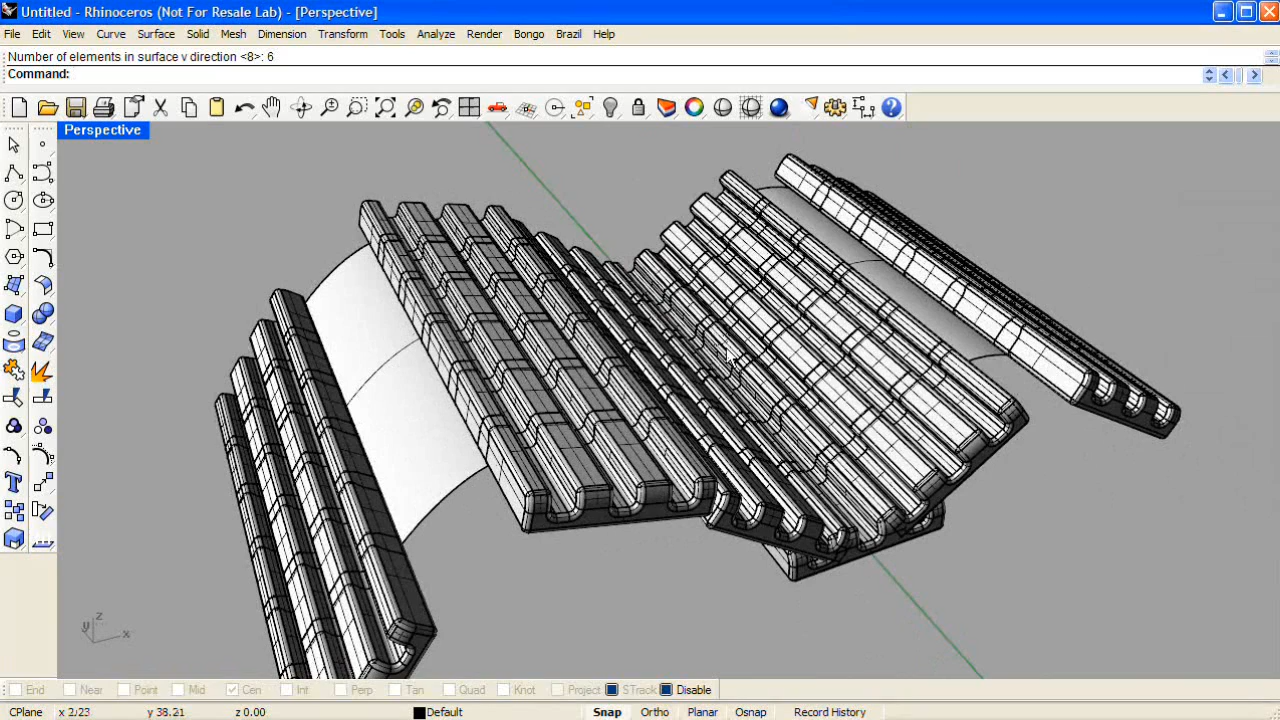 Untitled - Rhinoceros (Not For Resale Lab) - [Perspective]
File Edit View Curve Surface Solid Mesh Dimension Transform Tools Analyze Render Bongo Brazil Help
Number of elements in surface v direction <8>: 6
Command:
Perspective
z
y
x
End Near Point Mid Cen Int Perp Tan Quad Knot Project STrack Disable
CPlane x 2/23 y 38.21 z 0.00 Default Snap Ortho Planar Osnap Record History